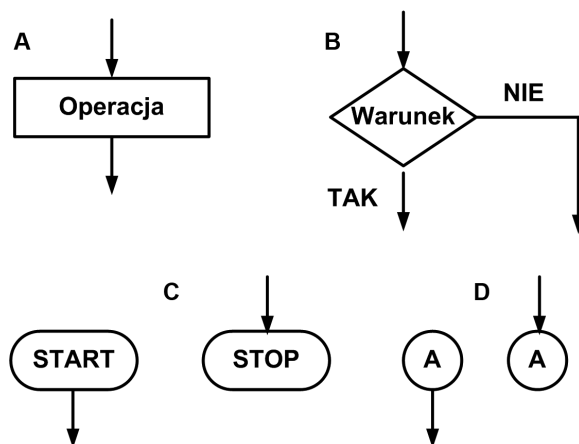 A
Operacja
B
Warunek
NIE
TAK
C
START
STOP
D
A
A